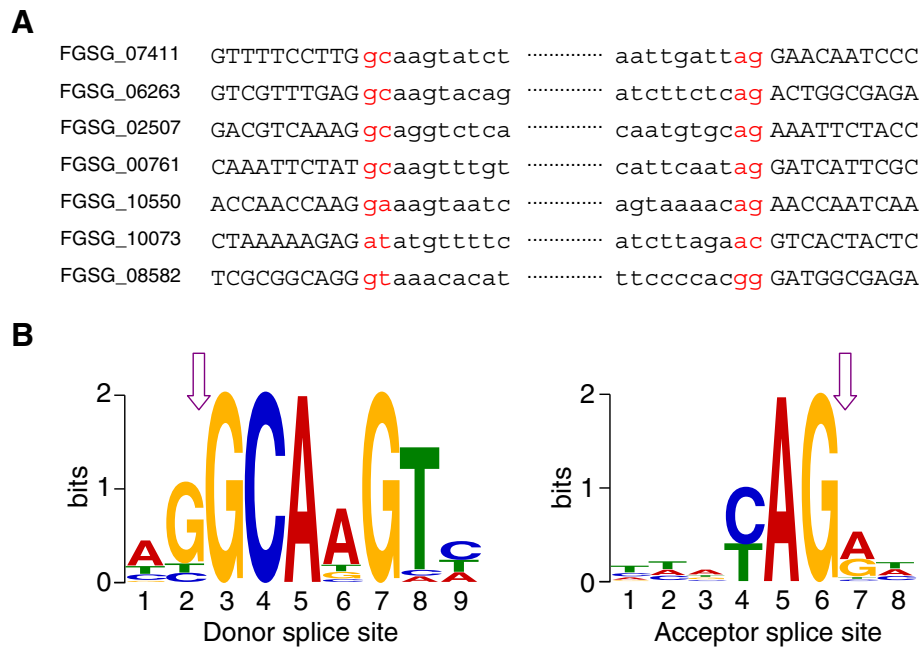 A
FGSG_07411 GTTTTCCTTG gcaagtatct ............. aattgattag GAACAATCCC
FGSG_06263 GTCGTTTGAG gcaagtacag ............. atcttctcag ACTGGCGAGA
FGSG_02507 GACGTCAAAG gcaggtctca ............. caatgtgcag AAATTCTACC
FGSG_00761 CAAATTCTAT gcaagtttgt ............. cattcaatag GATCATTCGC
FGSG_10550 ACCAACCAAG gaaagtaatc ............. agtaaaacag AACCAATCAA
FGSG_10073 CTAAAAAGAG atatgttttc ............. atcttagaac GTCACTACTC
FGSG_08582 TCGCGGCAGG gtaaacacat ............. ttccccacgg GATGGCGAGA
B
2
1
0
bits
A T C
G T C
G
C
A
A T G
G
T C A
C T A
1 2 3 4 5 6 7 8 9
Donor splice site
2
1
0
bits
C T
A
G
A G
1 2 3 4 5 6 7 8
Acceptor splice site